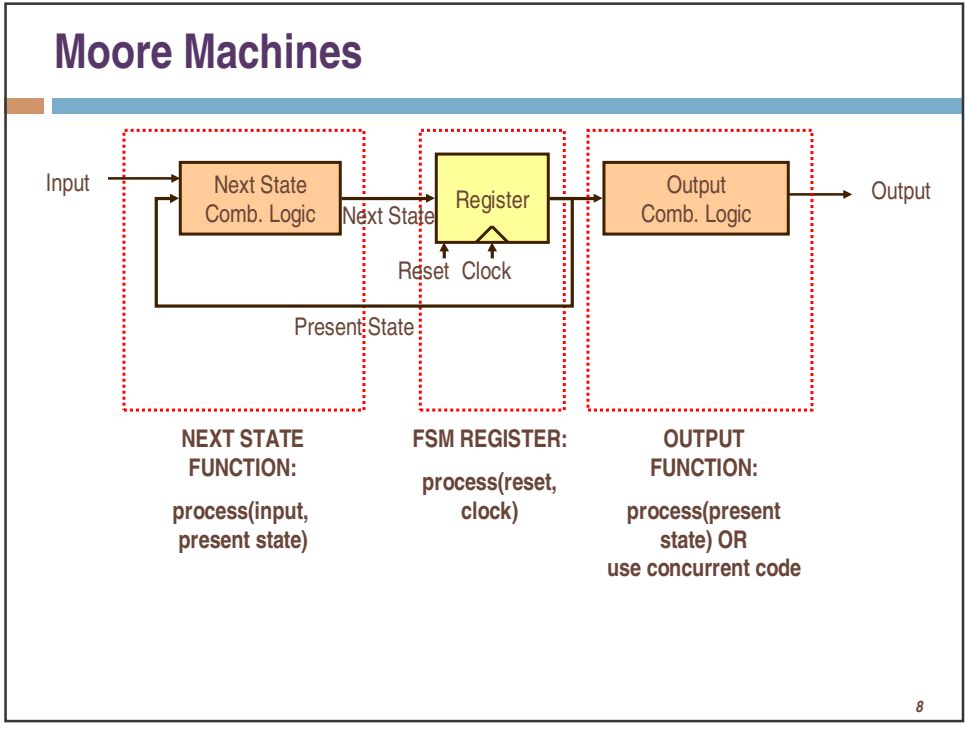 Moore Machines
Input
Next State
Comb. Logic
Next State
Register
Reset Clock
Output
Comb. Logic
Output
Present State
NEXT STATE
FUNCTION:
process(input,
present state)
FSM REGISTER:
process(reset,
clock)
OUTPUT
FUNCTION:
process(present
state) OR
use concurrent code
8